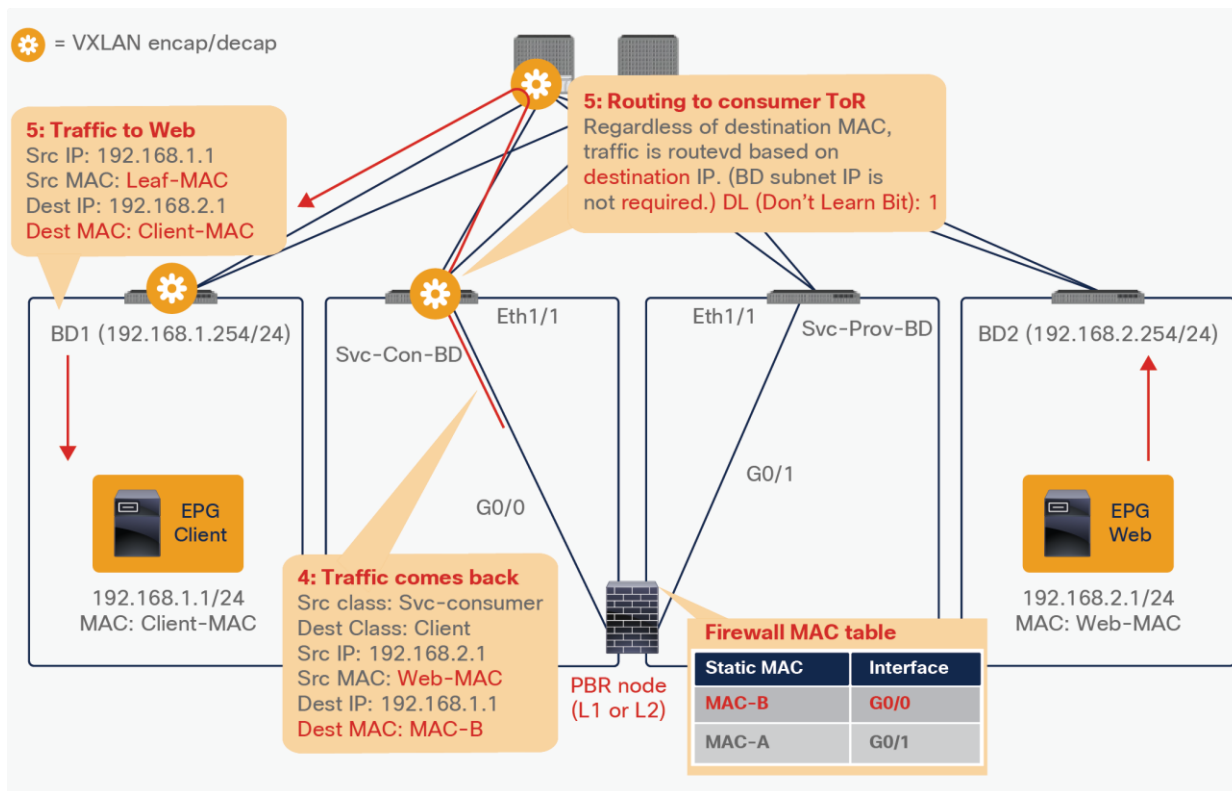 = VXLAN encap/decap
5: Traffic to Web
Src IP: 192.168.1.1
Src MAC: Leaf-MAC
Dest IP: 192.168.2.1
Dest MAC: Client-MAC
5: Routing to consumer ToR
Regardless of destination MAC,
traffic is routevd based on
destination IP. (BD subnet IP is
not required.) DL (Don’t Learn Bit): 1
BD1 (192.168.1.254/24)
Eth1/1
Svc-Con-BD
Eth1/1
Svc-Prov-BD
BD2 (192.168.2.254/24)
G0/0
G0/1
EPG
Client
192.168.1.1/24
MAC: Client-MAC
EPG
Web
192.168.2.1/24
MAC: Web-MAC
4: Traffic comes back
Src class: Svc-consumer
Dest Class: Client
Src IP: 192.168.2.1
Src MAC: Web-MAC
Dest IP: 192.168.1.1
Dest MAC: MAC-B
PBR node
(L1 or L2)
Firewall MAC table
Static MAC Interface
MAC-B G0/0
MAC-A G0/1